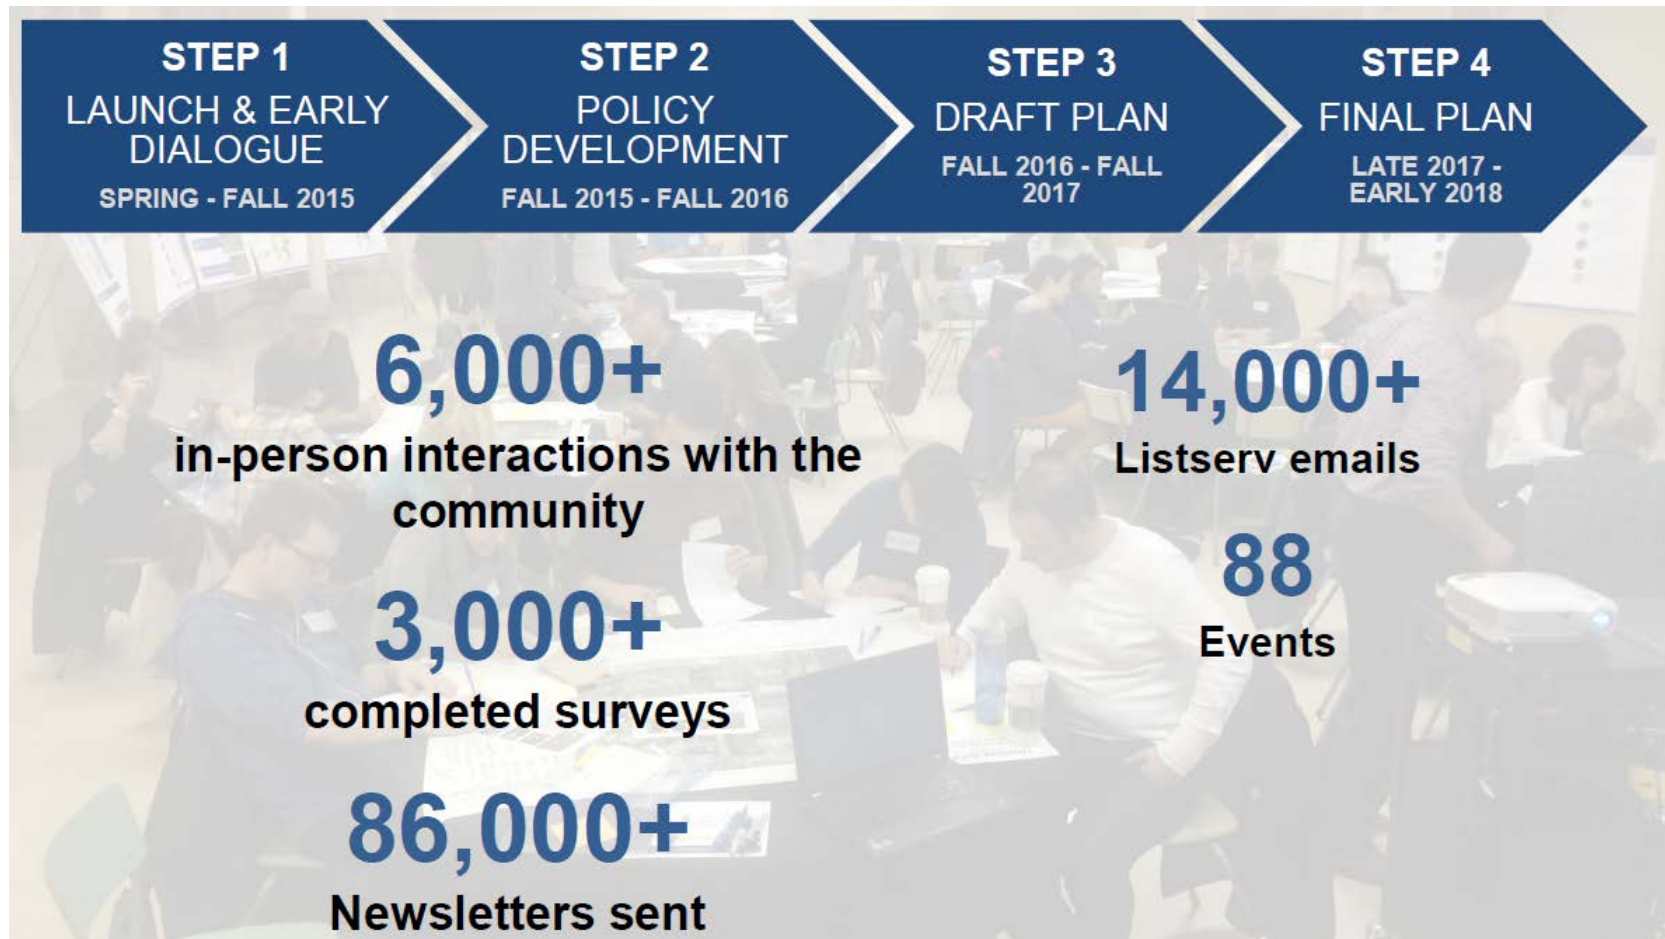 STEP 1
LAUNCH & EARLY
DIALOGUE
SPRING - FALL 2015
STEP 2
POLICY
DEVELOPMENT
FALL 2015 - FALL 2016
STEP 3
DRAFT PLAN
FALL 2016 - FALL
2017
STEP 4
FINAL PLAN
LATE 2017 -
EARLY 2018
6,000+
in-person interactions with the
community
3,000+
completed surveys
86,000+
Newsletters sent
14,000+
Listserv emails
88
Events